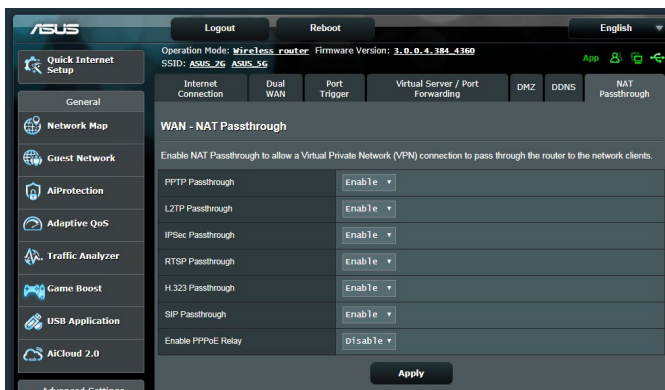 ASUS
Logout
Reboot
English
Quick Internet Setup
Operation Mode: Wireless router Firmware Version: 3.0.0.4.384_4360
SSID: ASUS_2G ASUS_5G
App
General
Network Map
Guest Network
AiProtection
Adaptive QoS
Traffic Analyzer
Game Boost
USB Application
AiCloud 2.0
Advanced Settings
Internet Connection
Dual WAN
Port Trigger
Virtual Server / Port Forwarding
DMZ
DDNS
NAT Passthrough
WAN - NAT Passthrough
Enable NAT Passthrough to allow a Virtual Private Network (VPN) connection to pass through the router to the network clients.
PPTP Passthrough Enable
L2TP Passthrough Enable
IPSec Passthrough Enable
RTSP Passthrough Enable
H.323 Passthrough Enable
SIP Passthrough Enable
Enable PPPoE Relay Disable
Apply